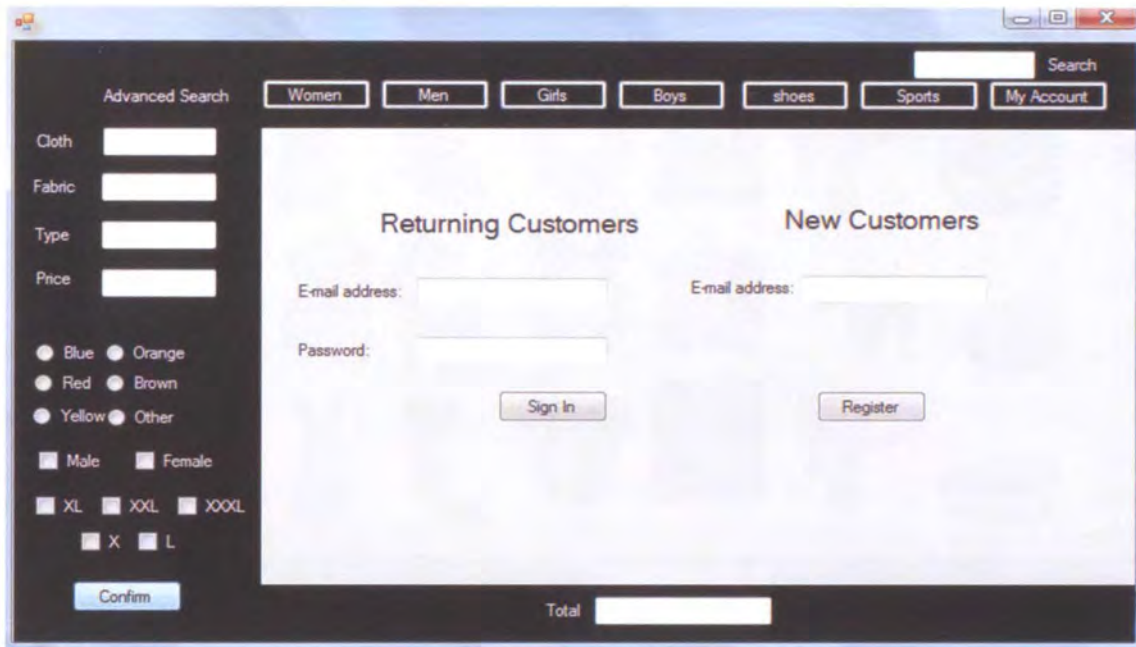 Search
Advanced Search
Women Men Girls Boys shoes Sports My Account
Cloth
Fabric
Type
Price
Blue Orange
Red Brown
Yellow Other
Male Female
XL XXL XXXL
X L
Confirm
Returning Customers
E-mail address:
Password:
Sign In
New Customers
E-mail address:
Register
Total